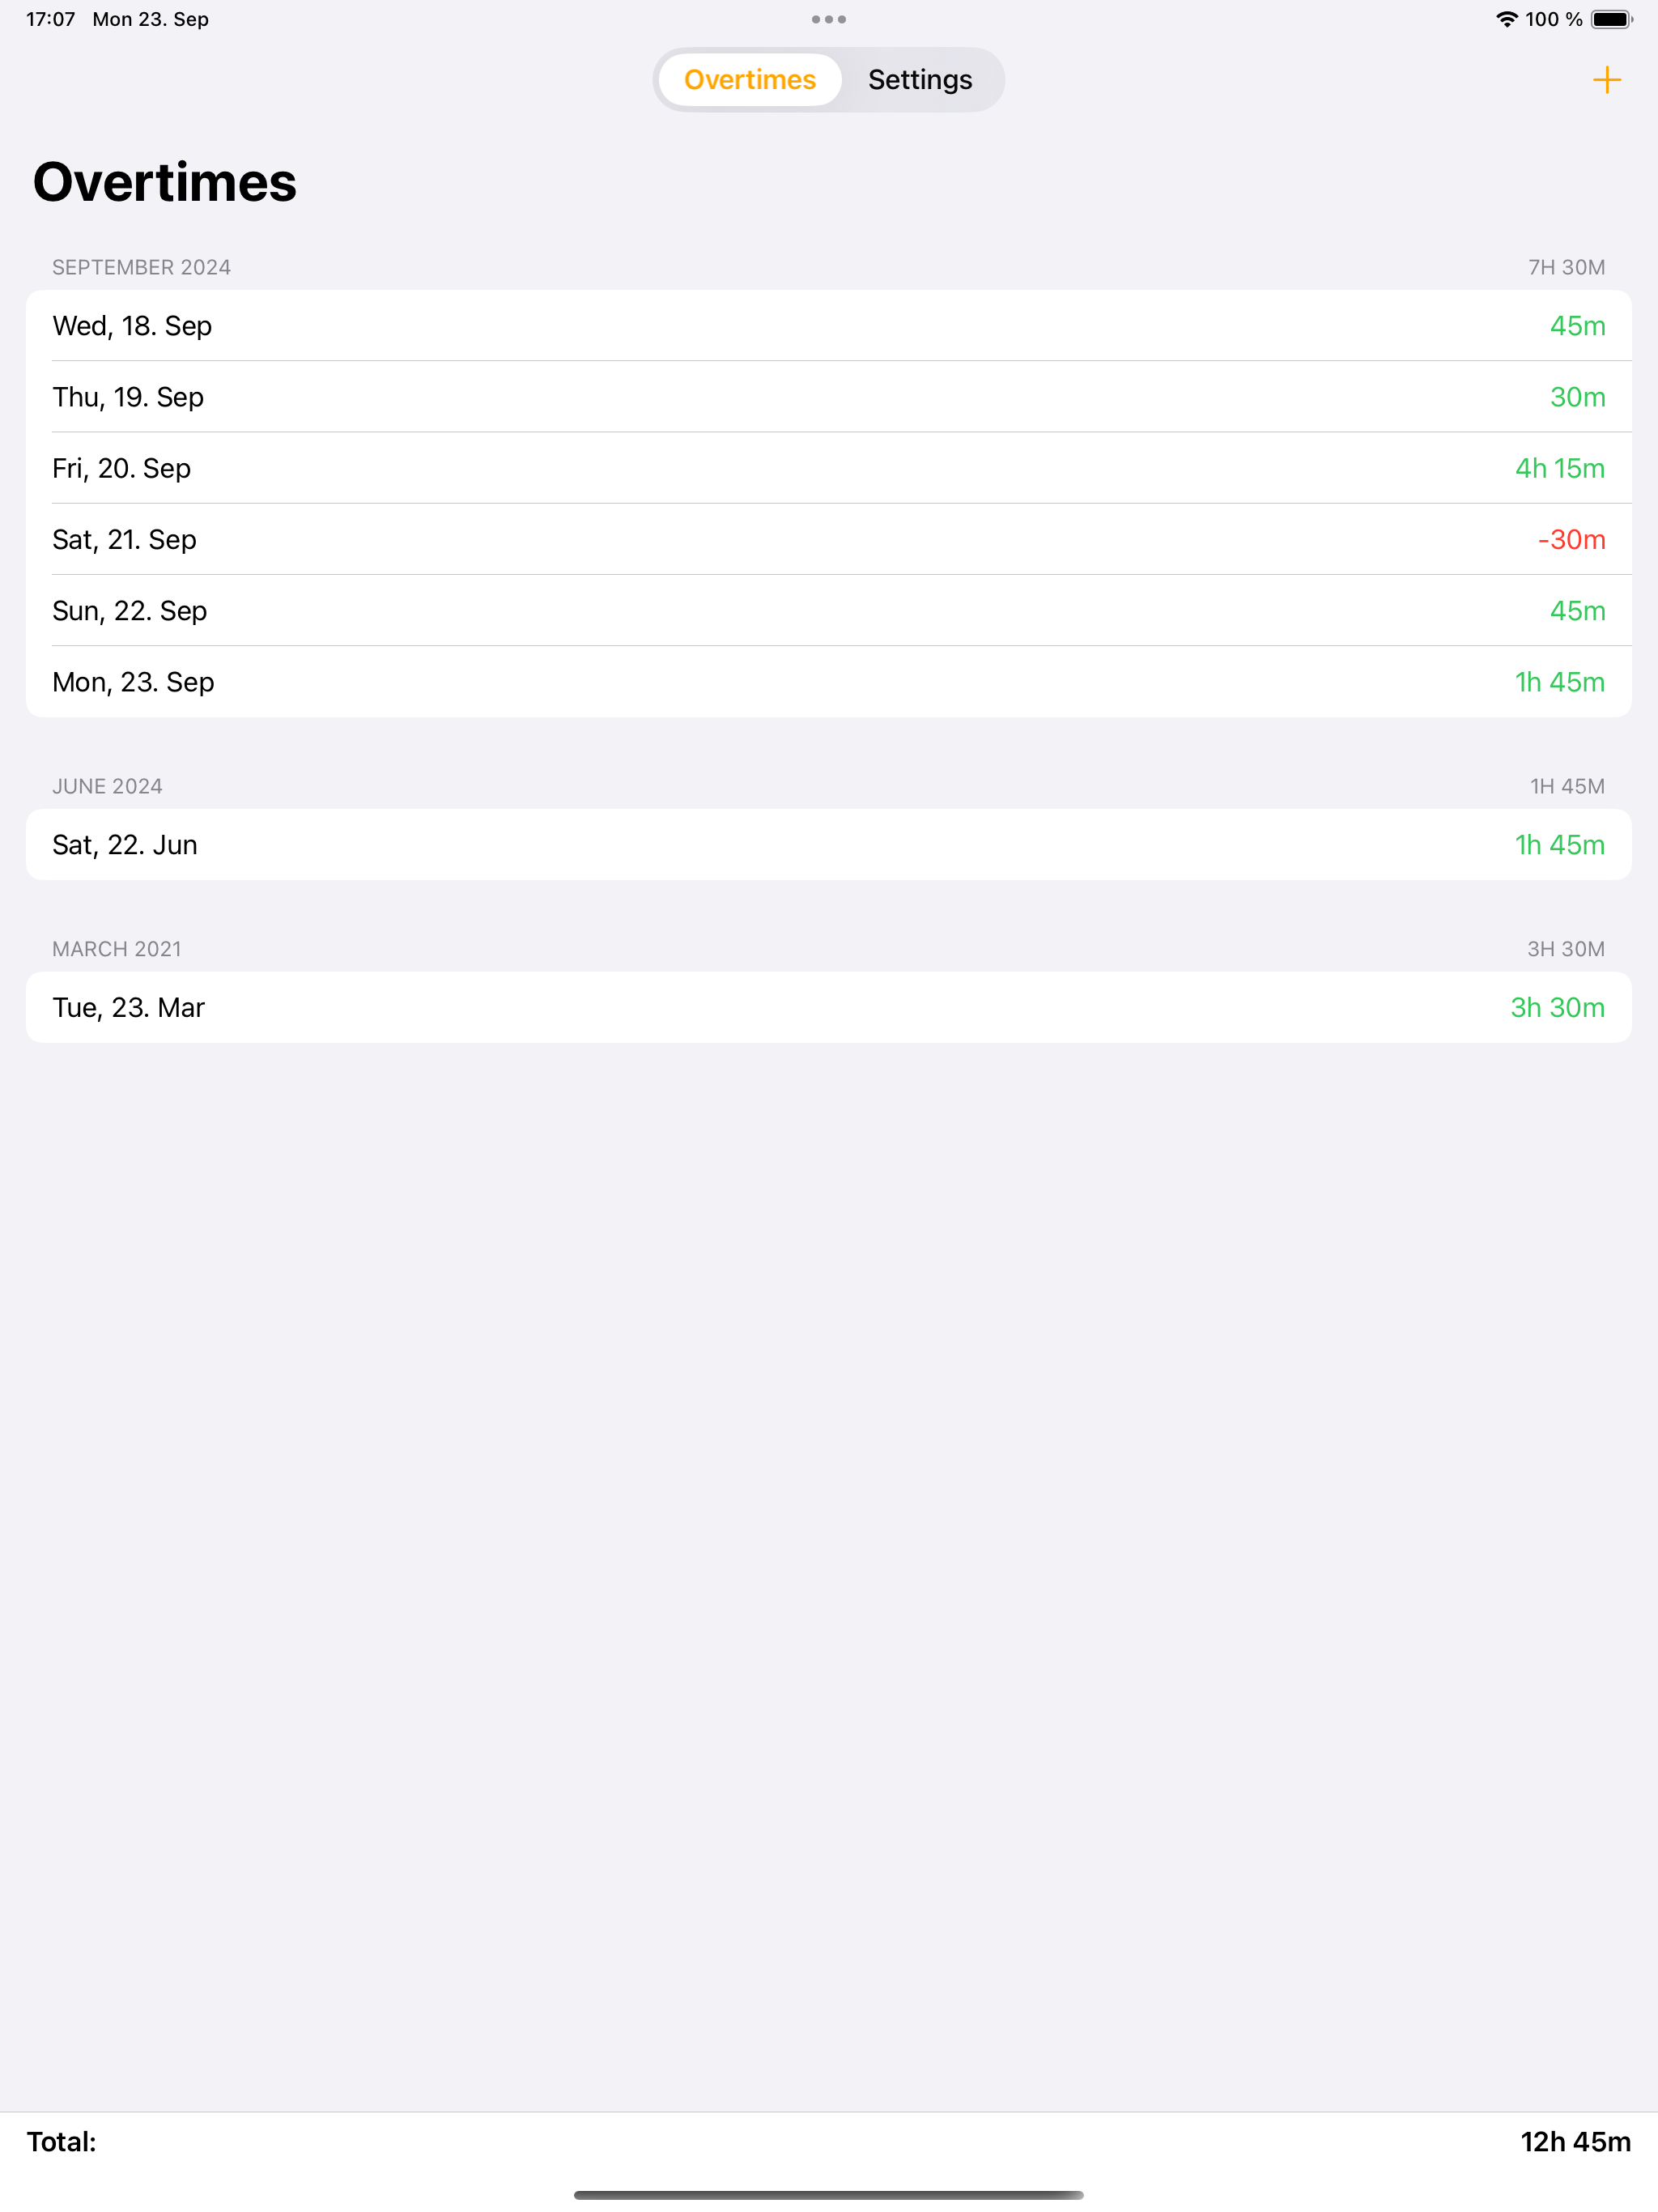 17:07 Mon 23. Sep 100 %
Overtimes Settings
Overtimes
SEPTEMBER 2024 7H 30M
Wed, 18. Sep 45m
Thu, 19. Sep 30m
Fri, 20. Sep 4h 15m
Sat, 21. Sep -30m
Sun, 22. Sep 45m
Mon, 23. Sep 1h 45m
JUNE 2024 1H 45M
Sat, 22. Jun 1h 45m
MARCH 2021 3H 30M
Tue, 23. Mar 3h 30m
Total: 12h 45m